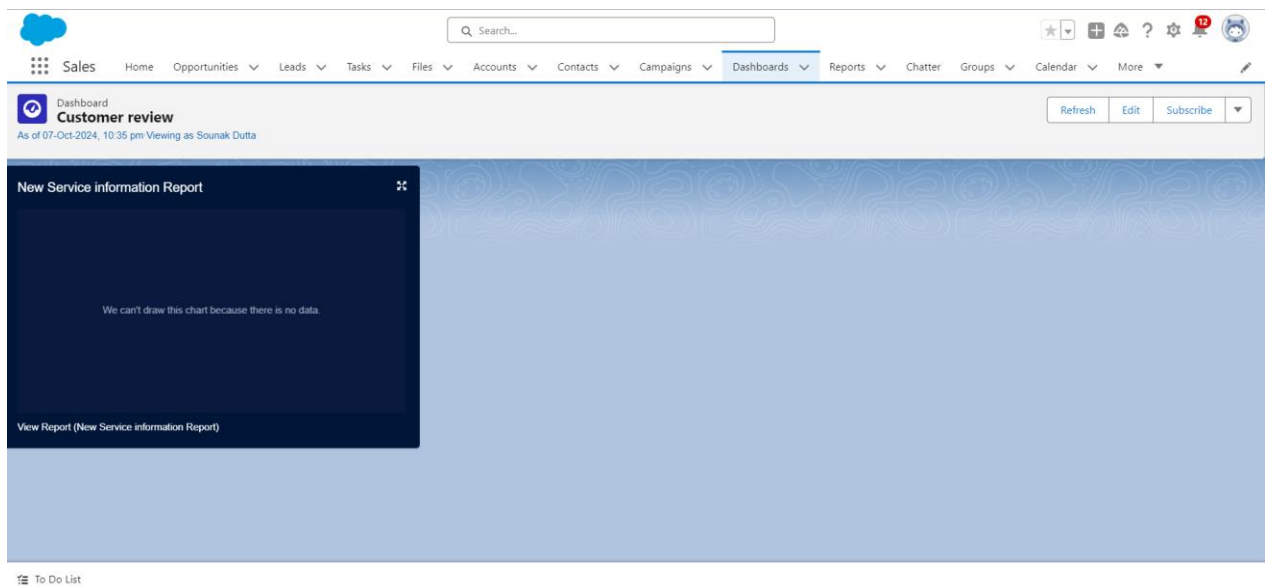 Search...
12
Sales Home Opportunities Leads Tasks Files Accounts Contacts Campaigns Dashboards Reports Chatter Groups Calendar More
Dashboard
Customer review
As of 07-Oct-2024, 10:35 pm Viewing as Sounak Dutta
Refresh Edit Subscribe
New Service information Report
We can't draw this chart because there is no data.
View Report (New Service information Report)
To Do List